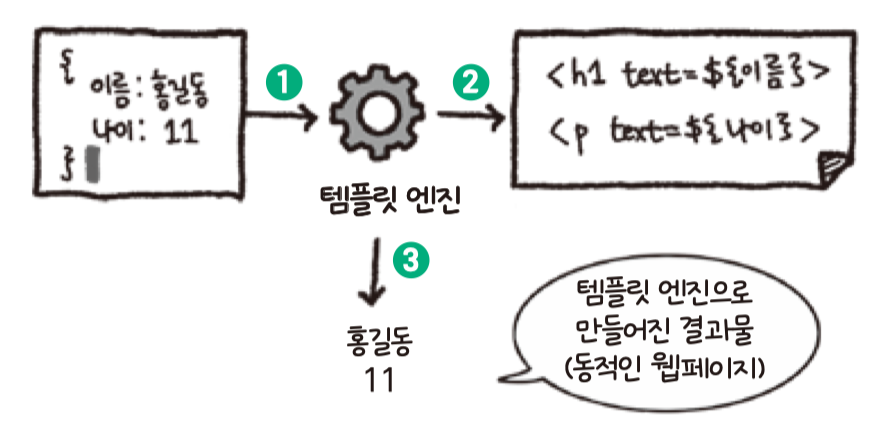 {
이름: 홍길동
나이: 11
}
1
템플릿 엔진
2
<h1 text=${이름}>
<p text=${나이}>
3
홍길동
11
템플릿 엔진으로
만들어진 결과물
(동적인 웹페이지)